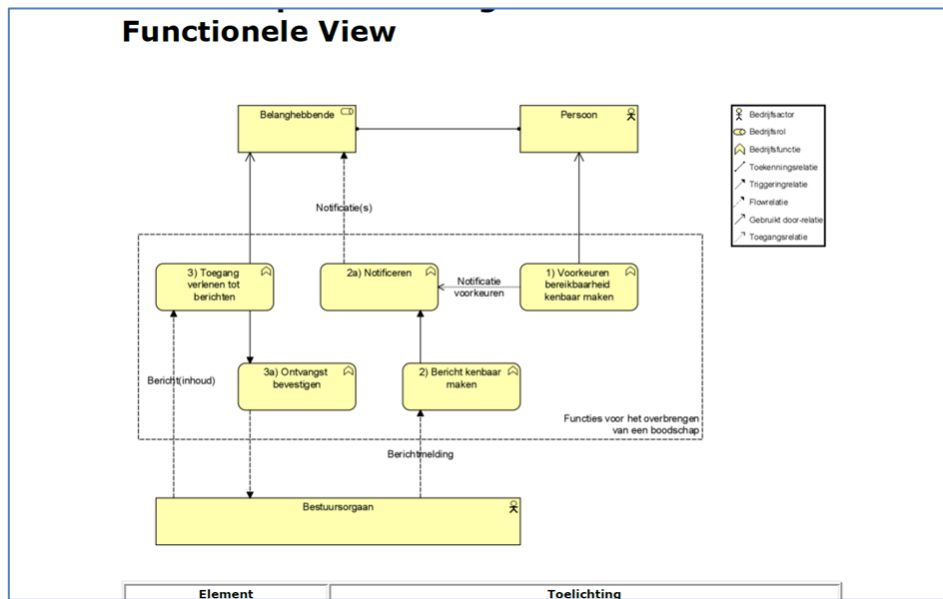 Functionele View
Belanghebbende
Persoon
Bedrijfsactor
Bedrijfsrol
Bedrijfsfunctie
Toekenningsrelatie
Triggeringrelatie
Flowrelatie
Gebruikt door-relatie
Toegangsrelatie
Notificatie(s)
3) Toegang
verlenen tot
berichten
2a) Notificeren
Notificatie
voorkeuren
1) Voorkeuren
bereikbaarheid
kenbaar maken
Bericht(inhoud)
3a) Ontvangst
bevestigen
2) Bericht kenbaar
maken
Functies voor het overbrengen
van een boodschap
Berichtmelding
Bestuursorgaan
Element
Toelichting